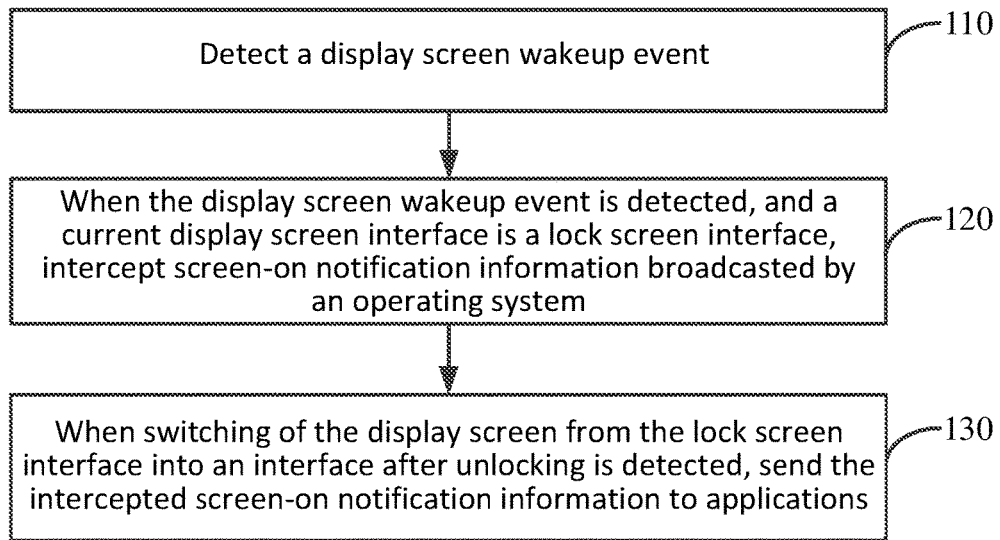 110
Detect a display screen wakeup event
When the display screen wakeup event is detected, and a
120
current display screen interface is a lock screen interface,
intercept screen-on notification information broadcasted by
an operating system
130
When switching of the display screen from the lock screen
interface into an interface after unlocking is detected, send the
intercepted screen-on notification information to applications